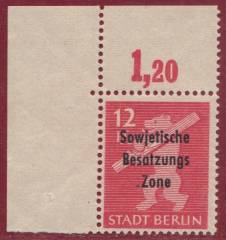 1,20
12
Sowjetische
Besatzungs
Zone
STADT BERLIN